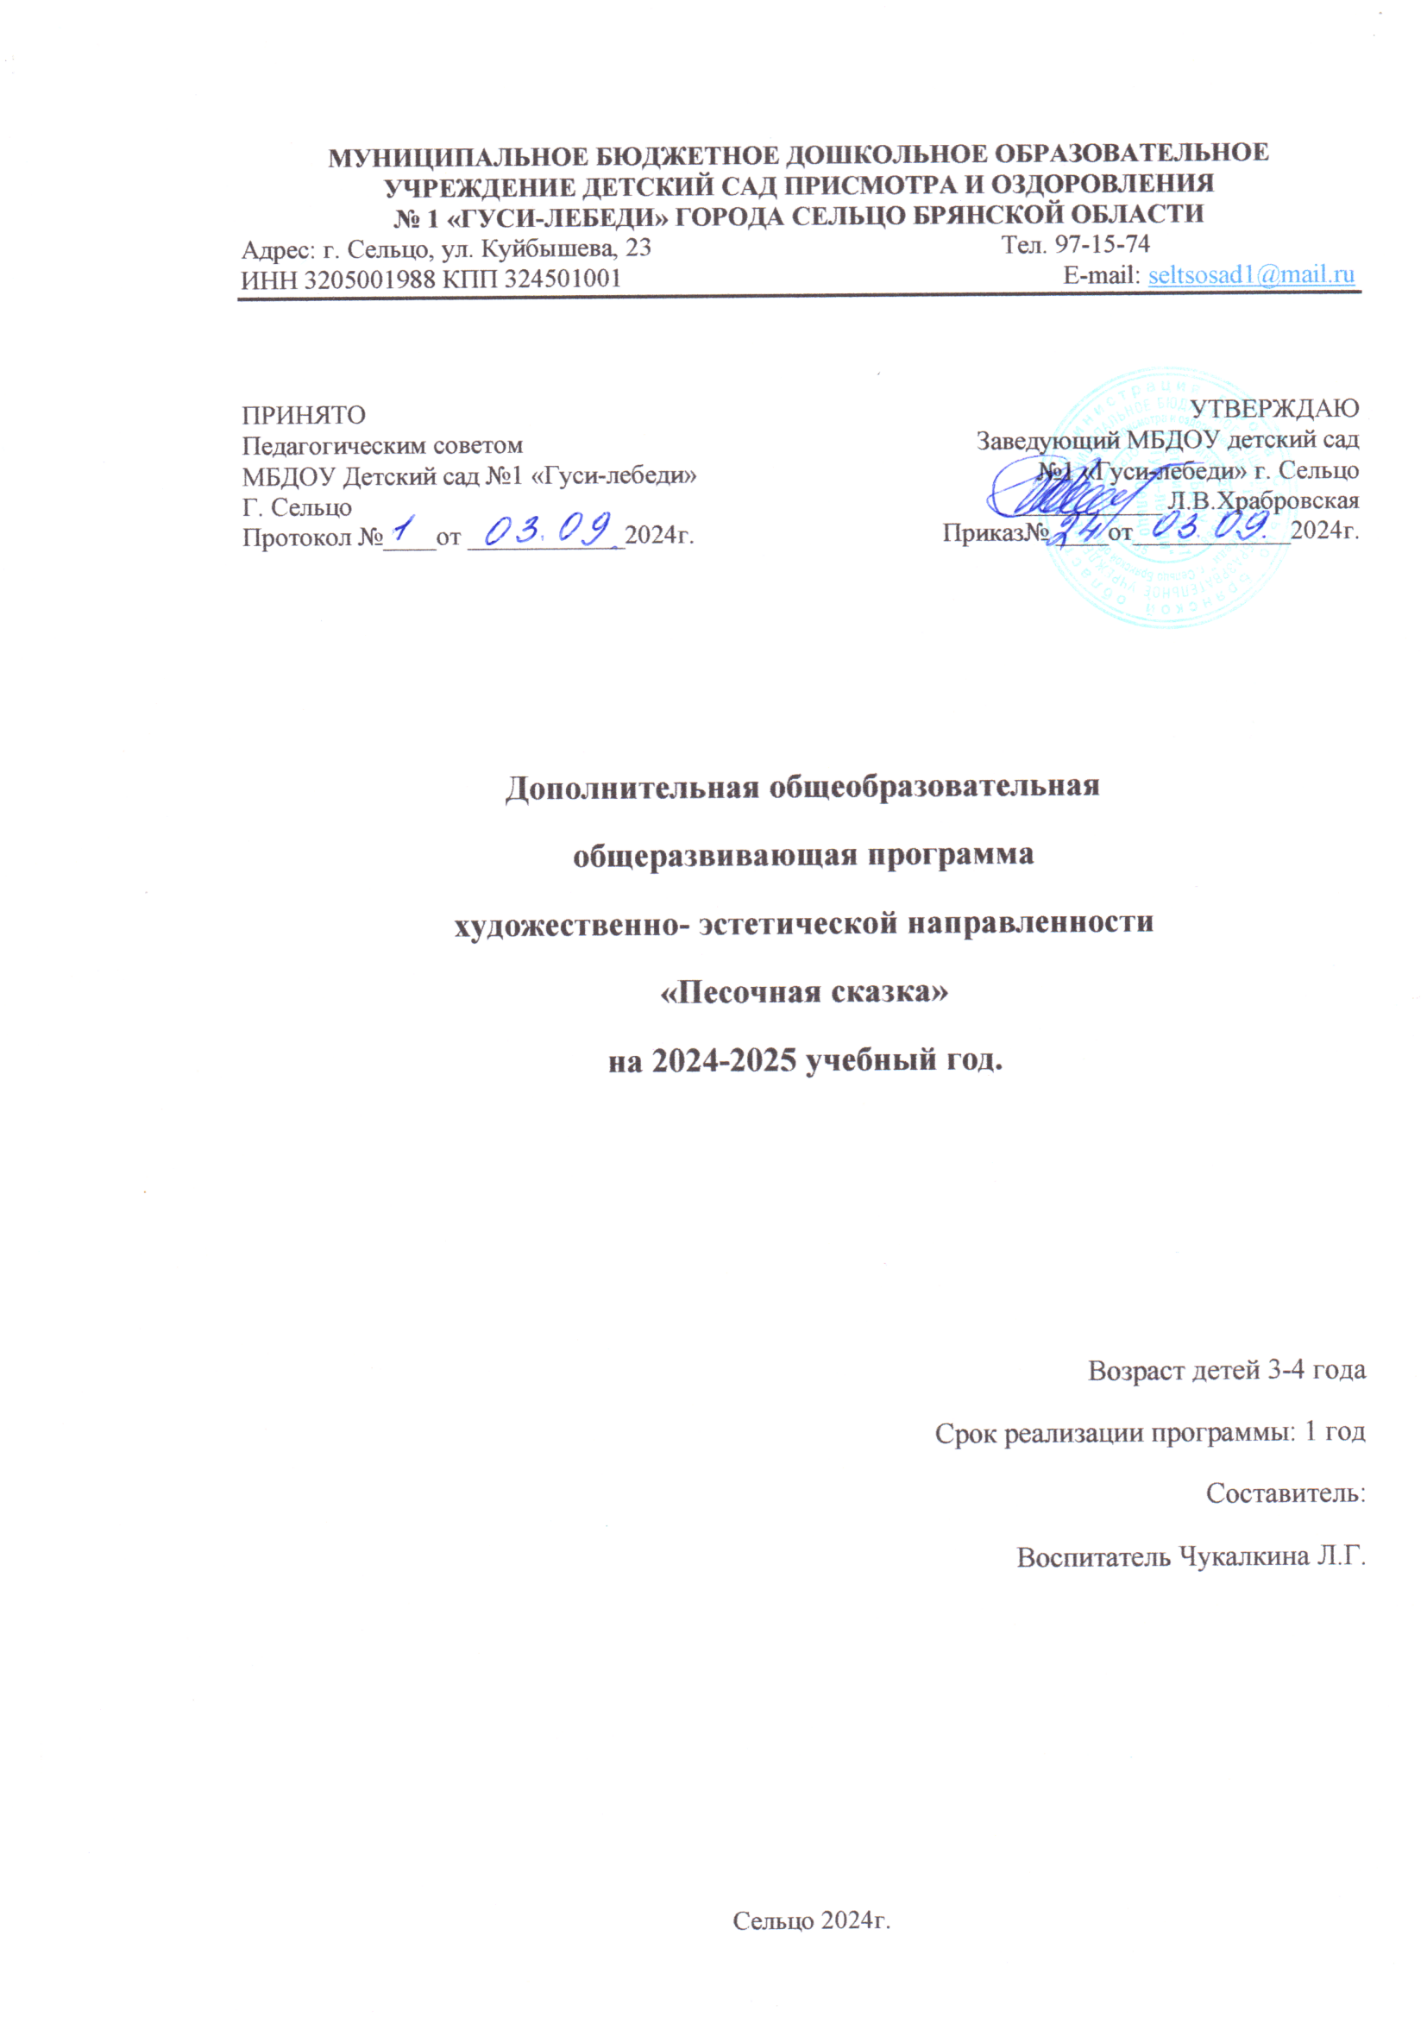 МУНИЦИПАЛЬНОЕ БЮДЖЕТНОЕ ДОШКОЛЬНОЕ ОБРАЗОВАТЕЛЬНОЕ
УЧРЕЖДЕНИЕ ДЕТСКИЙ САД ПРИСМОТРА И ОЗДОРОВЛЕНИЯ
№ 1 «ГУСИ-ЛЕБЕДИ» ГОРОДА СЕЛЬЦО БРЯНСКОЙ ОБЛАСТИ
Адрес: г. Сельцо, ул. Куйбышева, 23 Тел. 97-15-74
ИНН 3205001988 КПП 324501001 E-mail: seltsosad1@mail.ru
ПРИНЯТО
Педагогическим советом
МБДОУ Детский сад №1 «Гуси-лебеди»
Г. Сельцо
Протокол № 1 от 03.09. 2024г.
УТВЕРЖДАЮ
Заведующий МБДОУ детский сад
№1 «Гуси-лебеди» г. Сельцо
Л.В.Храбровская
Приказ№ 24 от 03.09. 2024г.
Дополнительная общеобразовательная
общеразвивающая программа
художественно- эстетической направленности
«Песочная сказка»
на 2024-2025 учебный год.
Возраст детей 3-4 года
Срок реализации программы: 1 год
Составитель:
Воспитатель Чукалкина Л.Г.
Сельцо 2024г.